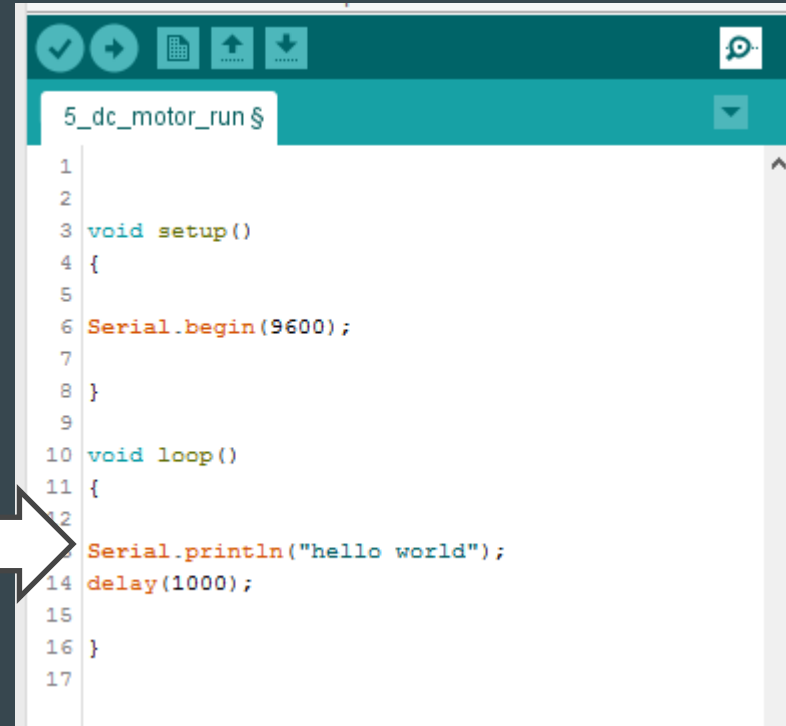 5_dc_motor_run §
1
2
3 void setup()
4 {
5
6 Serial.begin(9600);
7
8 }
9
10 void loop()
11 {
12
Serial.println("hello world");
14 delay(1000);
15
16 }
17